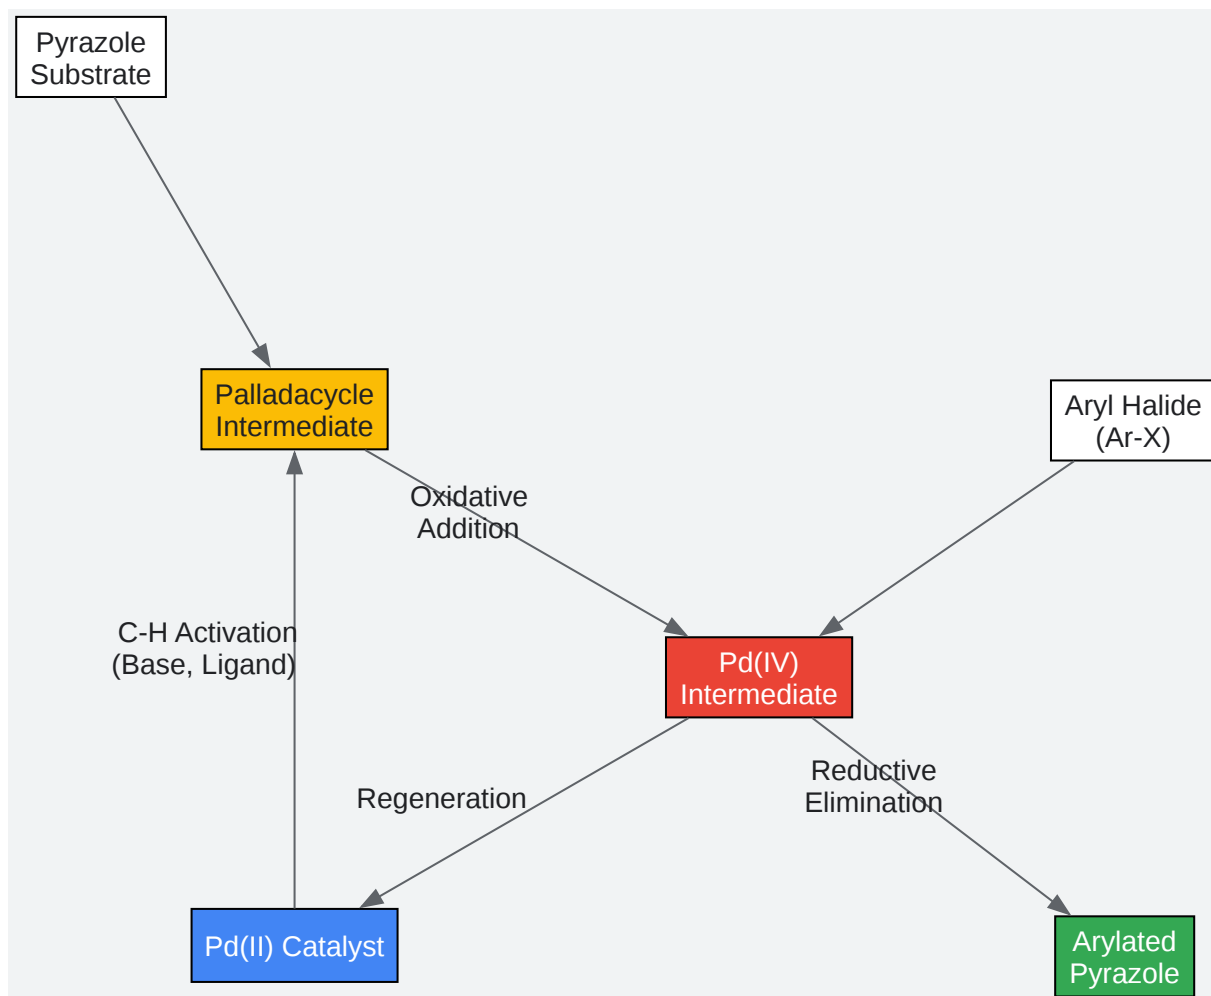 Pyrazole
Substrate
Palladacycle
Intermediate
Aryl Halide
(Ar-X)
Oxidative
Addition
C-H Activation
(Base, Ligand)
Pd(IV)
Intermediate
Regeneration
Reductive
Elimination
Pd(II) Catalyst
Arylated
Pyrazole